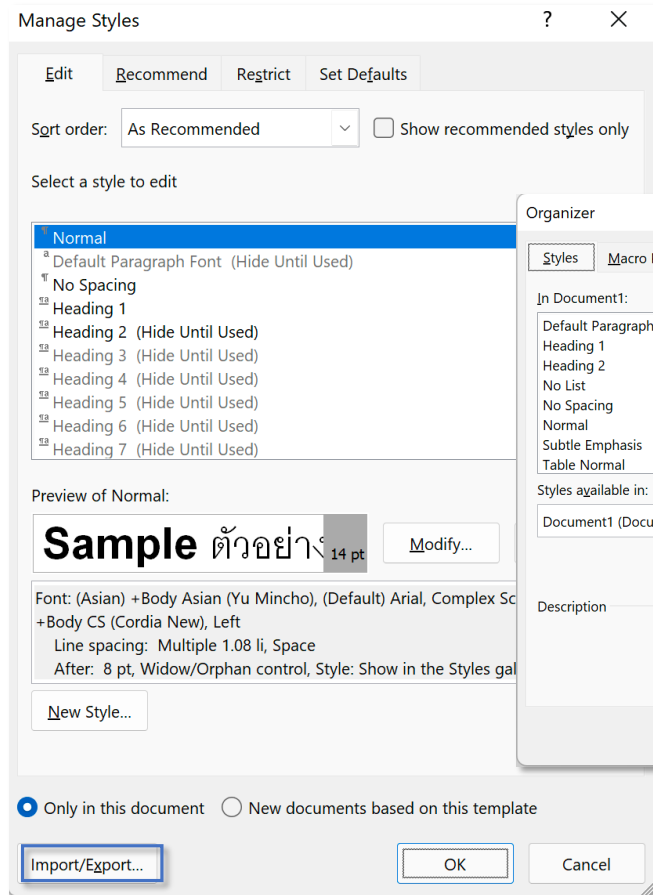 Manage Styles ? ✕
Edit Recommend Restrict Set Defaults
Sort order: As Recommended Show recommended styles only
Select a style to edit
¶ Normal
a Default Paragraph Font (Hide Until Used)
¶ No Spacing
¶a Heading 1
¶a Heading 2 (Hide Until Used)
¶a Heading 3 (Hide Until Used)
¶a Heading 4 (Hide Until Used)
¶a Heading 5 (Hide Until Used)
¶a Heading 6 (Hide Until Used)
¶a Heading 7 (Hide Until Used)
Preview of Normal:
Sample ตัวอย่าง 14 pt
Modify...
Font: (Asian) +Body Asian (Yu Mincho), (Default) Arial, Complex Sc
+Body CS (Cordia New), Left
Line spacing: Multiple 1.08 li, Space
After: 8 pt, Widow/Orphan control, Style: Show in the Styles gal
New Style...
Only in this document New documents based on this template
Import/Export... OK Cancel
Organizer
Styles Macro
In Document1:
Default Paragraph
Heading 1
Heading 2
No List
No Spacing
Normal
Subtle Emphasis
Table Normal
Styles available in:
Document1 (Docu
Description